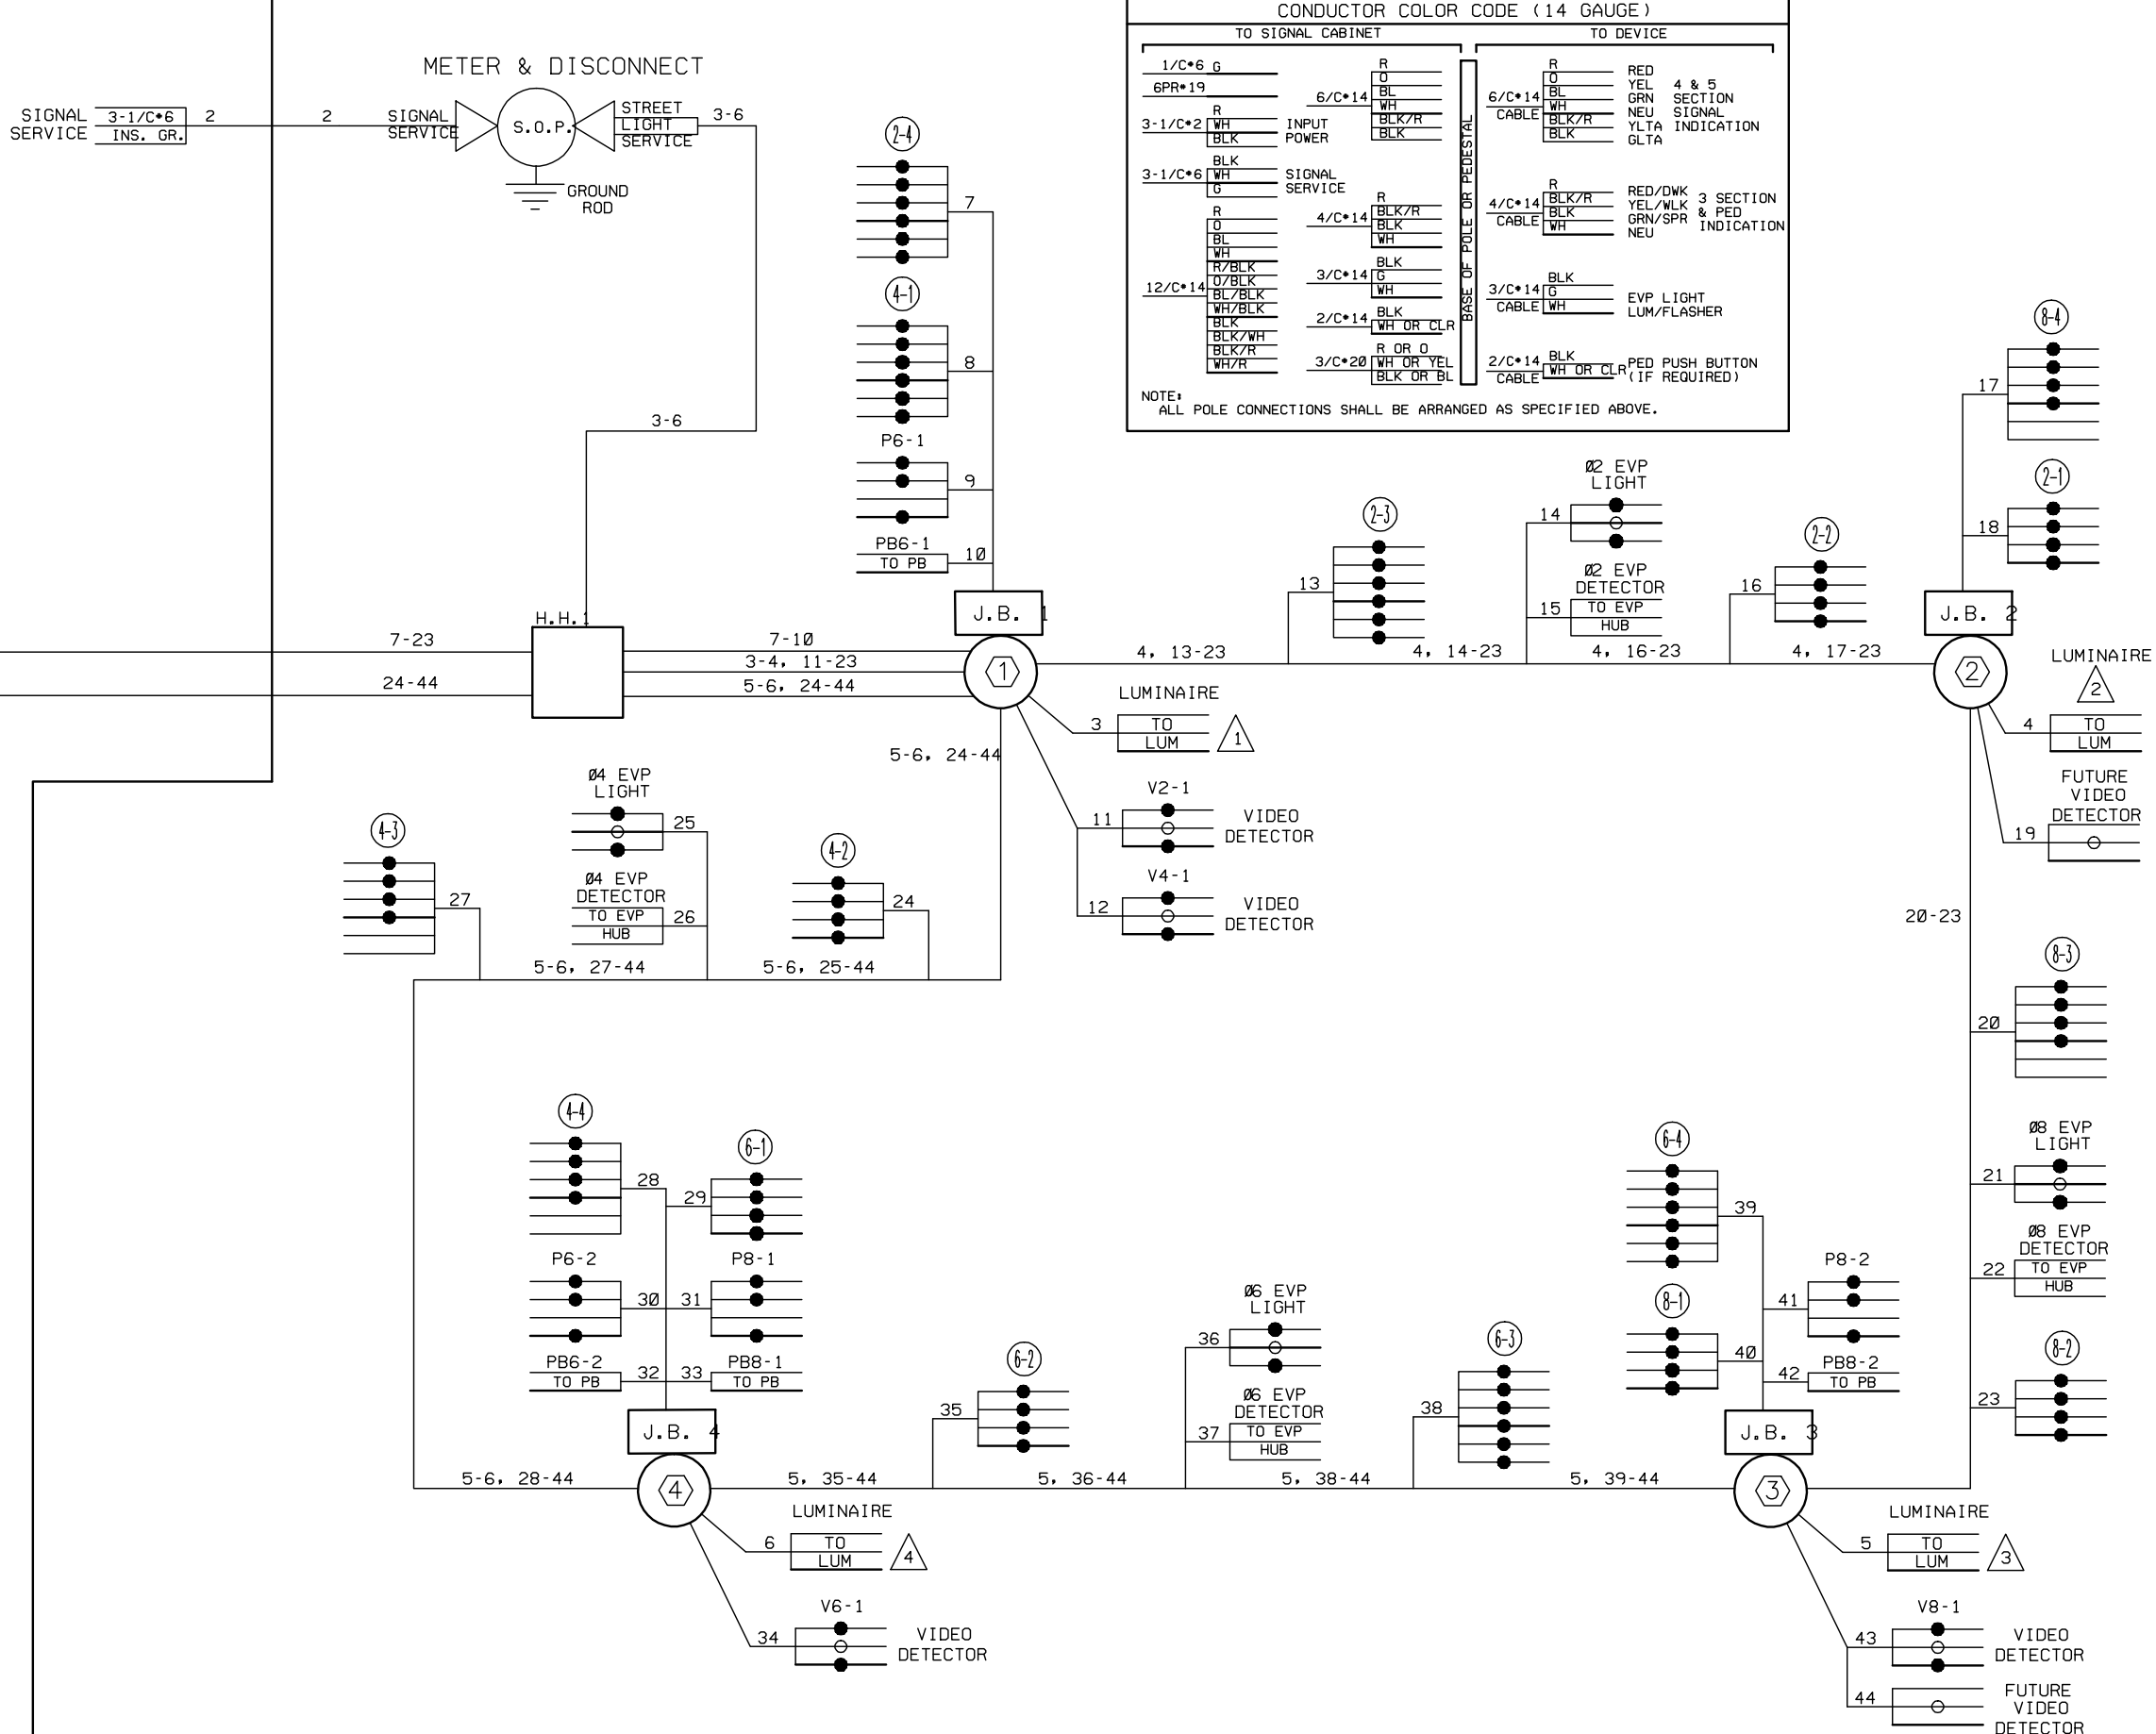 CONDUCTOR COLOR CODE (14 GAUGE)
TO SIGNAL CABINET
TO DEVICE
1/C•6 G
6PR•19
3-1/C•2
R
WH
BLK
INPUT
POWER
3-1/C•6
BLK
WH
G
SIGNAL
SERVICE
12/C•14
R
O
BL
WH
R/BLK
O/BLK
BL/BLK
WH/BLK
BLK
BLK/WH
BLK/R
WH/R
6/C•14
R
O
BL
WH
BLK/R
BLK
4/C•14
R
BLK/R
BLK
WH
3/C•14
BLK
G
WH
2/C•14
BLK
WH OR CLR
3/C•20
R OR O
WH OR YEL
BLK OR BL
BASE OF POLE OR PEDESTAL
6/C•14
CABLE
R
O
BL
WH
BLK/R
BLK
RED
YEL
GRN
NEU
YLTA
GLTA
4 & 5
SECTION
SIGNAL
INDICATION
4/C•14
CABLE
R
BLK/R
BLK
WH
RED/DWK
YEL/WLK
GRN/SPR
NEU
3 SECTION
& PED
INDICATION
3/C•14
CABLE
BLK
G
WH
EVP LIGHT
LUM/FLASHER
2/C•14
CABLE
BLK
WH OR CLR
PED PUSH BUTTON
(IF REQUIRED)
NOTE:
ALL POLE CONNECTIONS SHALL BE ARRANGED AS SPECIFIED ABOVE.
METER & DISCONNECT
SIGNAL
SERVICE
3-1/C•6
INS. GR.
2
2
SIGNAL
SERVICE
S.O.P.
STREET
LIGHT
SERVICE
3-6
GROUND
ROD
3-6
2-4
7
4-1
8
P6-1
9
PB6-1
TO PB
10
J.B. 1
H.H.1
7-23
24-44
7-10
3-4, 11-23
5-6, 24-44
1
4, 13-23
2-3
13
4, 14-23
Ø2 EVP
LIGHT
14
Ø2 EVP
DETECTOR
15
TO EVP
HUB
4, 16-23
2-2
16
4, 17-23
8-4
17
2-1
18
J.B. 2
2
LUMINAIRE
2
4
TO
LUM
FUTURE
VIDEO
DETECTOR
19
LUMINAIRE
3
TO
LUM
1
V2-1
11
VIDEO
DETECTOR
V4-1
12
VIDEO
DETECTOR
5-6, 24-44
4-3
27
Ø4 EVP
LIGHT
25
Ø4 EVP
DETECTOR
TO EVP
HUB
26
4-2
24
5-6, 27-44
5-6, 25-44
20-23
8-3
20
Ø8 EVP
LIGHT
21
Ø8 EVP
DETECTOR
22
TO EVP
HUB
8-2
23
4-4
28
6-1
29
P6-2
30
P8-1
31
PB6-2
TO PB
32
33
PB8-1
TO PB
J.B. 4
5-6, 28-44
4
5, 35-44
6-2
35
5, 36-44
Ø6 EVP
LIGHT
36
Ø6 EVP
DETECTOR
37
TO EVP
HUB
5, 38-44
6-3
38
5, 39-44
6-4
39
8-1
40
P8-2
41
PB8-2
42
TO PB
J.B. 3
3
LUMINAIRE
6
TO
LUM
4
V6-1
34
VIDEO
DETECTOR
LUMINAIRE
5
TO
LUM
3
V8-1
43
VIDEO
DETECTOR
44
FUTURE
VIDEO
DETECTOR